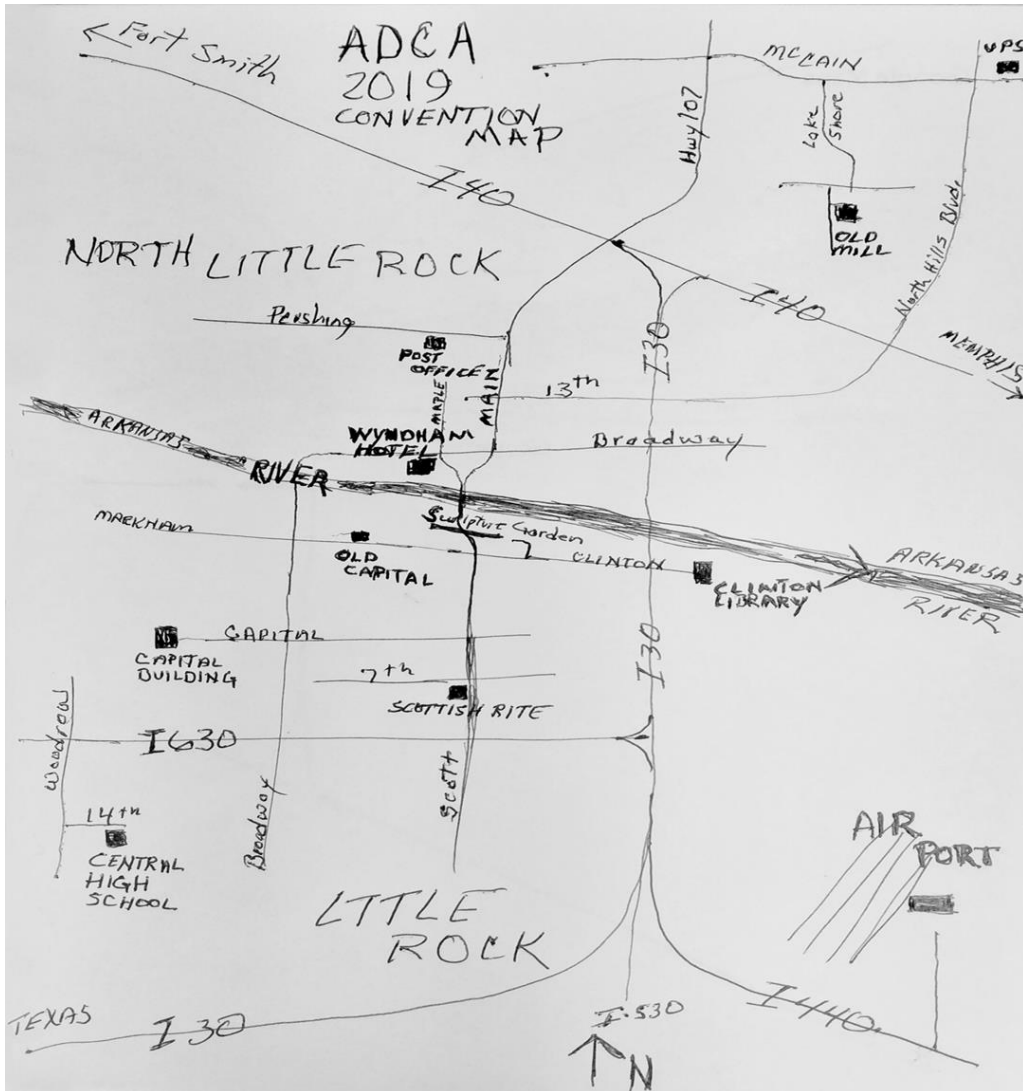 ← Fort Smith
ADCA
2019
CONVENTION
MAP
UPS
MCCAIN
Hwy 107
Lake
Shore
I40
OLD
MILL
North Hills Blvd.
NORTH LITTLE ROCK
I40
Pershing
I30
POST
OFFICE
MEMPHIS
MAPLE
MAIN
13th
ARKANSAS
RIVER
WYNDHAM
HOTEL
Broadway
MARKHAM
Sculpture Garden
OLD
CAPITAL
CLINTON
CLINTON
LIBRARY
ARKANSAS
RIVER
CAPITAL
CAPITAL
BUILDING
7th
I30
SCOTTISH RITE
Woodrow
I630
Broadway
Scott
14th
CENTRAL
HIGH
SCHOOL
AIR
PORT
LTTLE
ROCK
TEXAS
I30
I-530
I440
↑ N